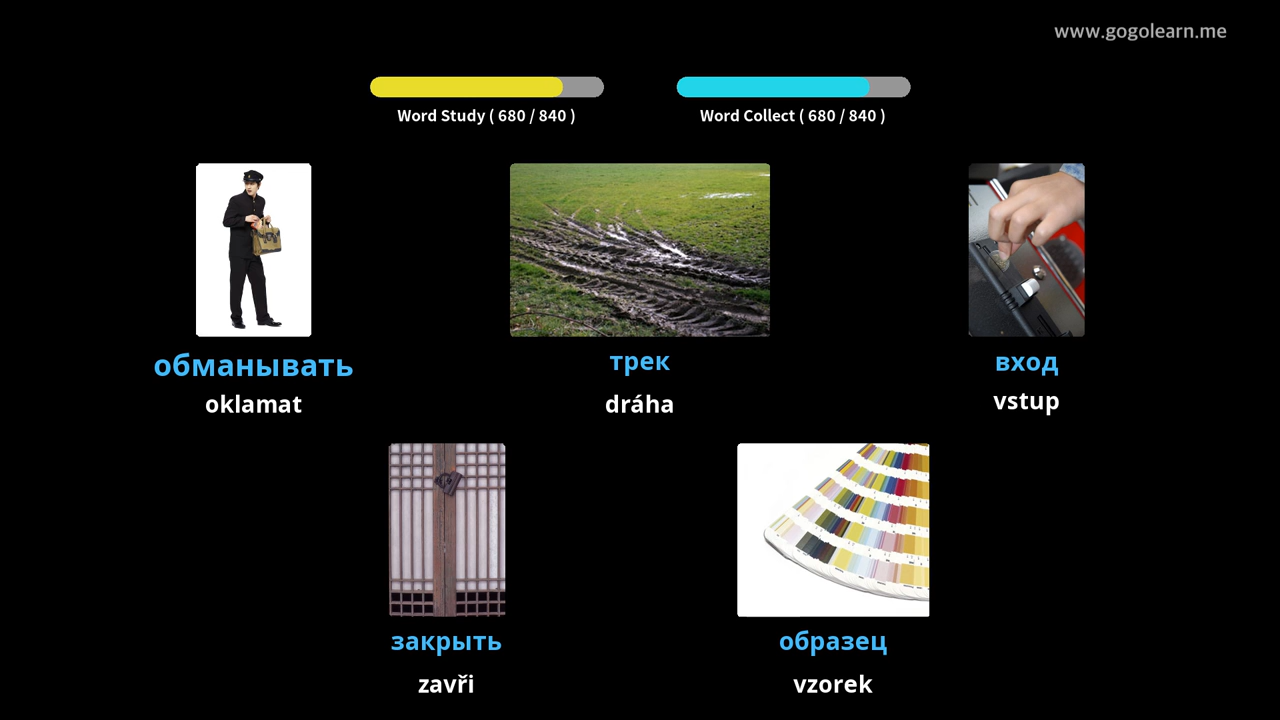 www.gogolearn.me
Word Study ( 680 / 840 )
Word Collect ( 680 / 840 )
обманывать
oklamat
трек
dráha
вход
vstup
закрыть
zavři
образец
vzorek